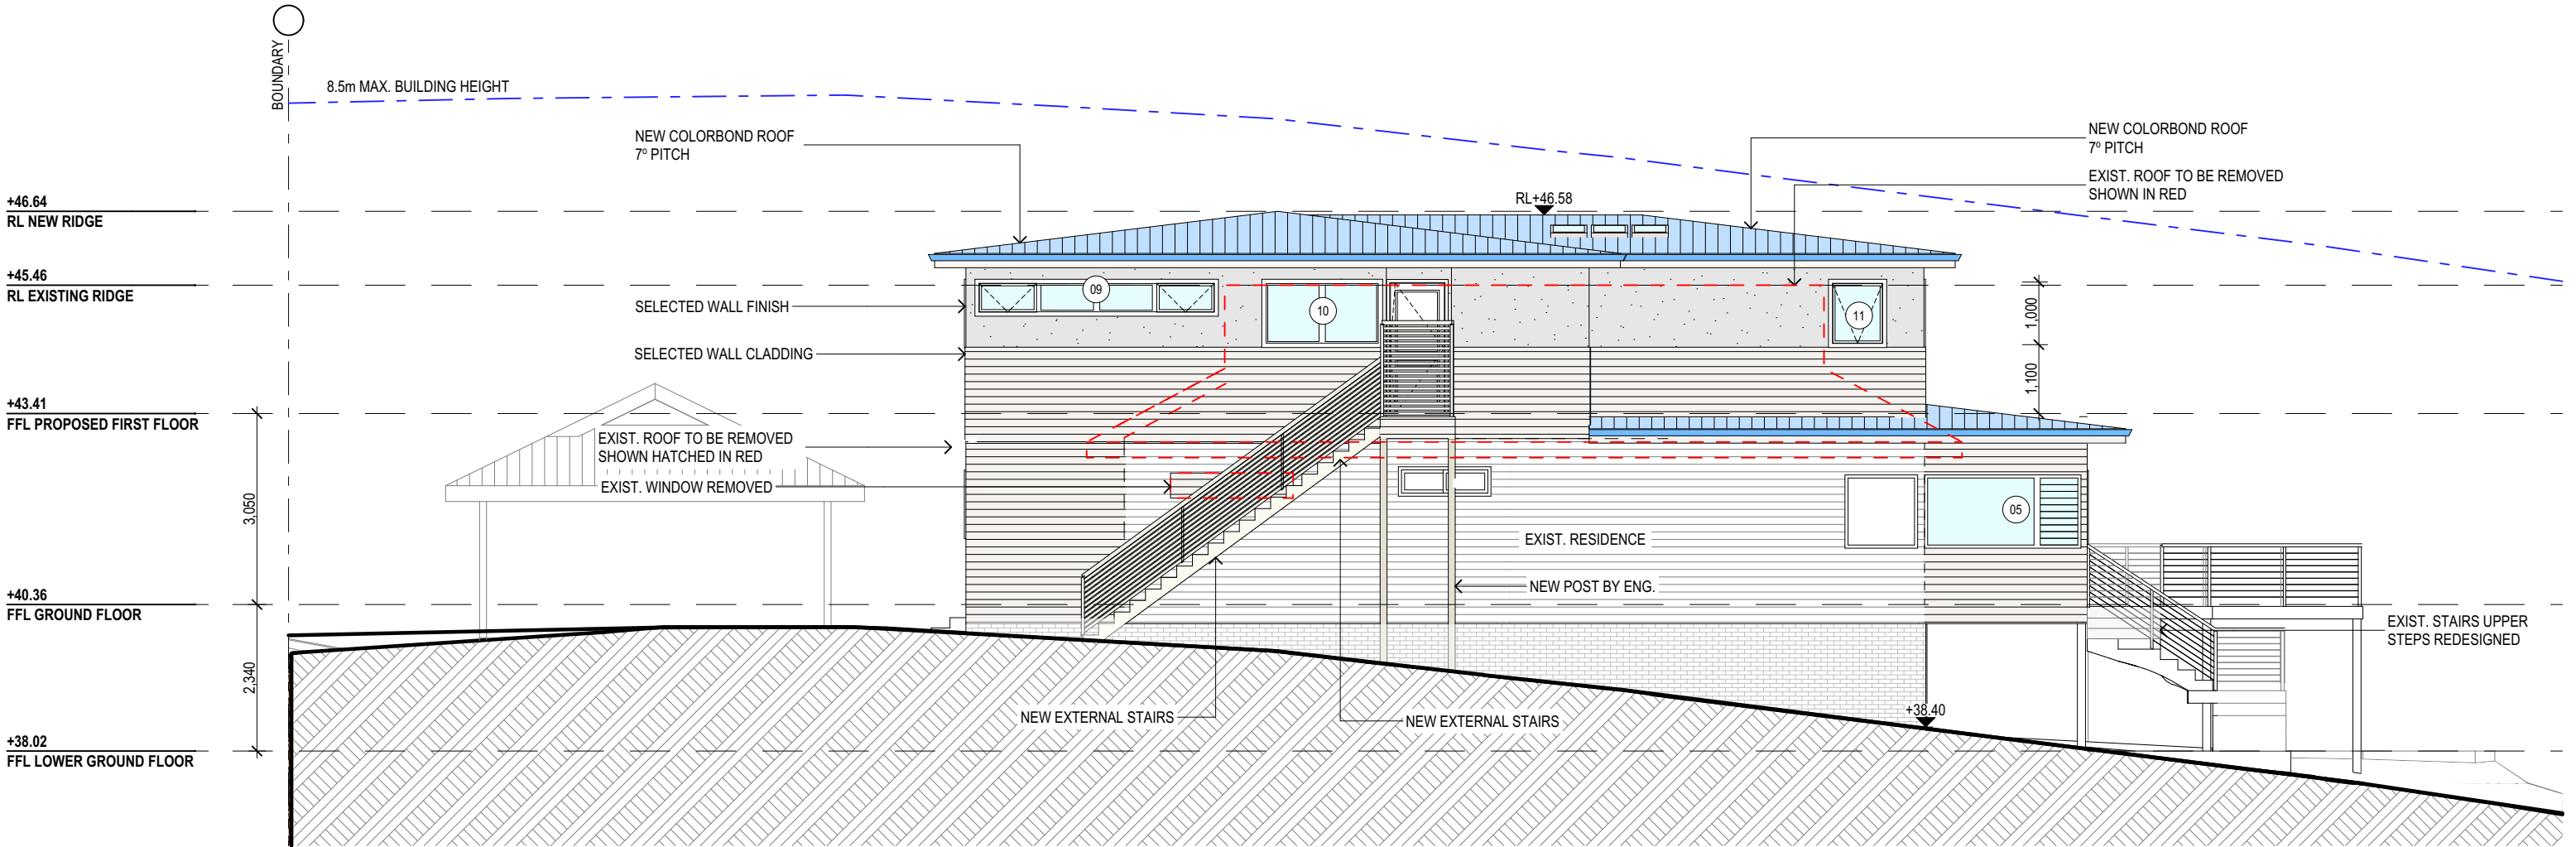 BOUNDARY
8.5m MAX. BUILDING HEIGHT
NEW COLORBOND ROOF
7º PITCH
NEW COLORBOND ROOF
7º PITCH
EXIST. ROOF TO BE REMOVED
SHOWN IN RED
+46.64
RL NEW RIDGE
RL+46.58
+45.46
RL EXISTING RIDGE
09
10
11
SELECTED WALL FINISH
1,000
SELECTED WALL CLADDING
1,100
+43.41
FFL PROPOSED FIRST FLOOR
EXIST. ROOF TO BE REMOVED
SHOWN HATCHED IN RED
EXIST. WINDOW REMOVED
3,050
05
EXIST. RESIDENCE
NEW POST BY ENG.
+40.36
FFL GROUND FLOOR
EXIST. STAIRS UPPER
STEPS REDESIGNED
2,340
NEW EXTERNAL STAIRS
NEW EXTERNAL STAIRS
+38.40
+38.02
FFL LOWER GROUND FLOOR